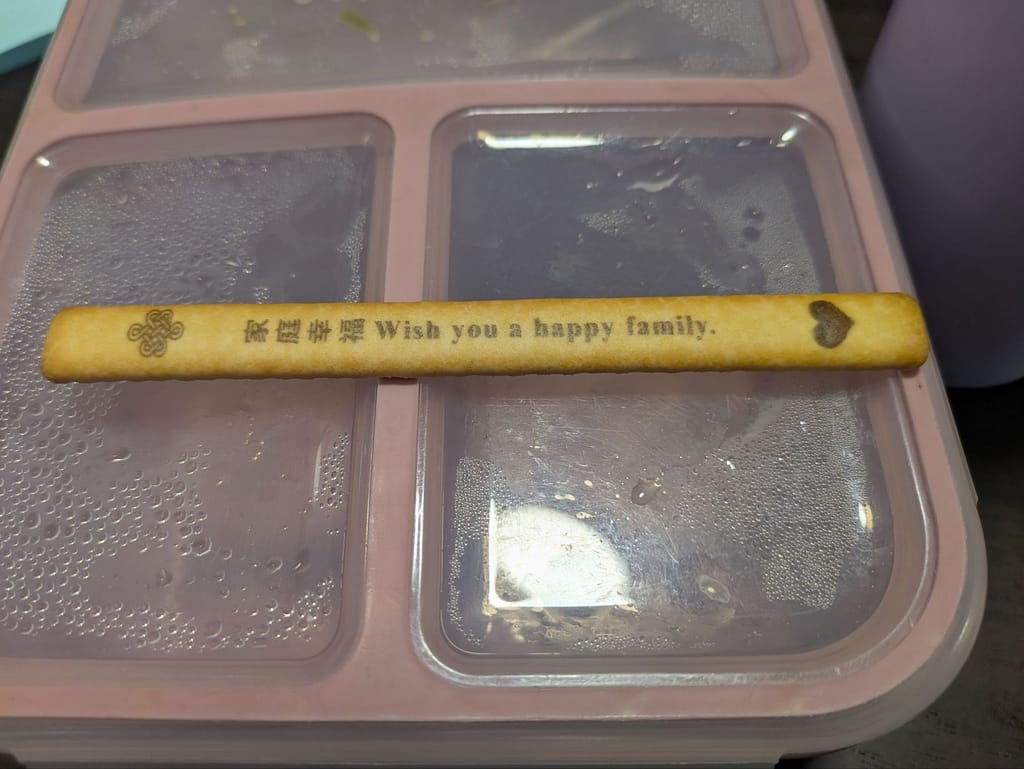 家庭幸福 Wish you a happy family.